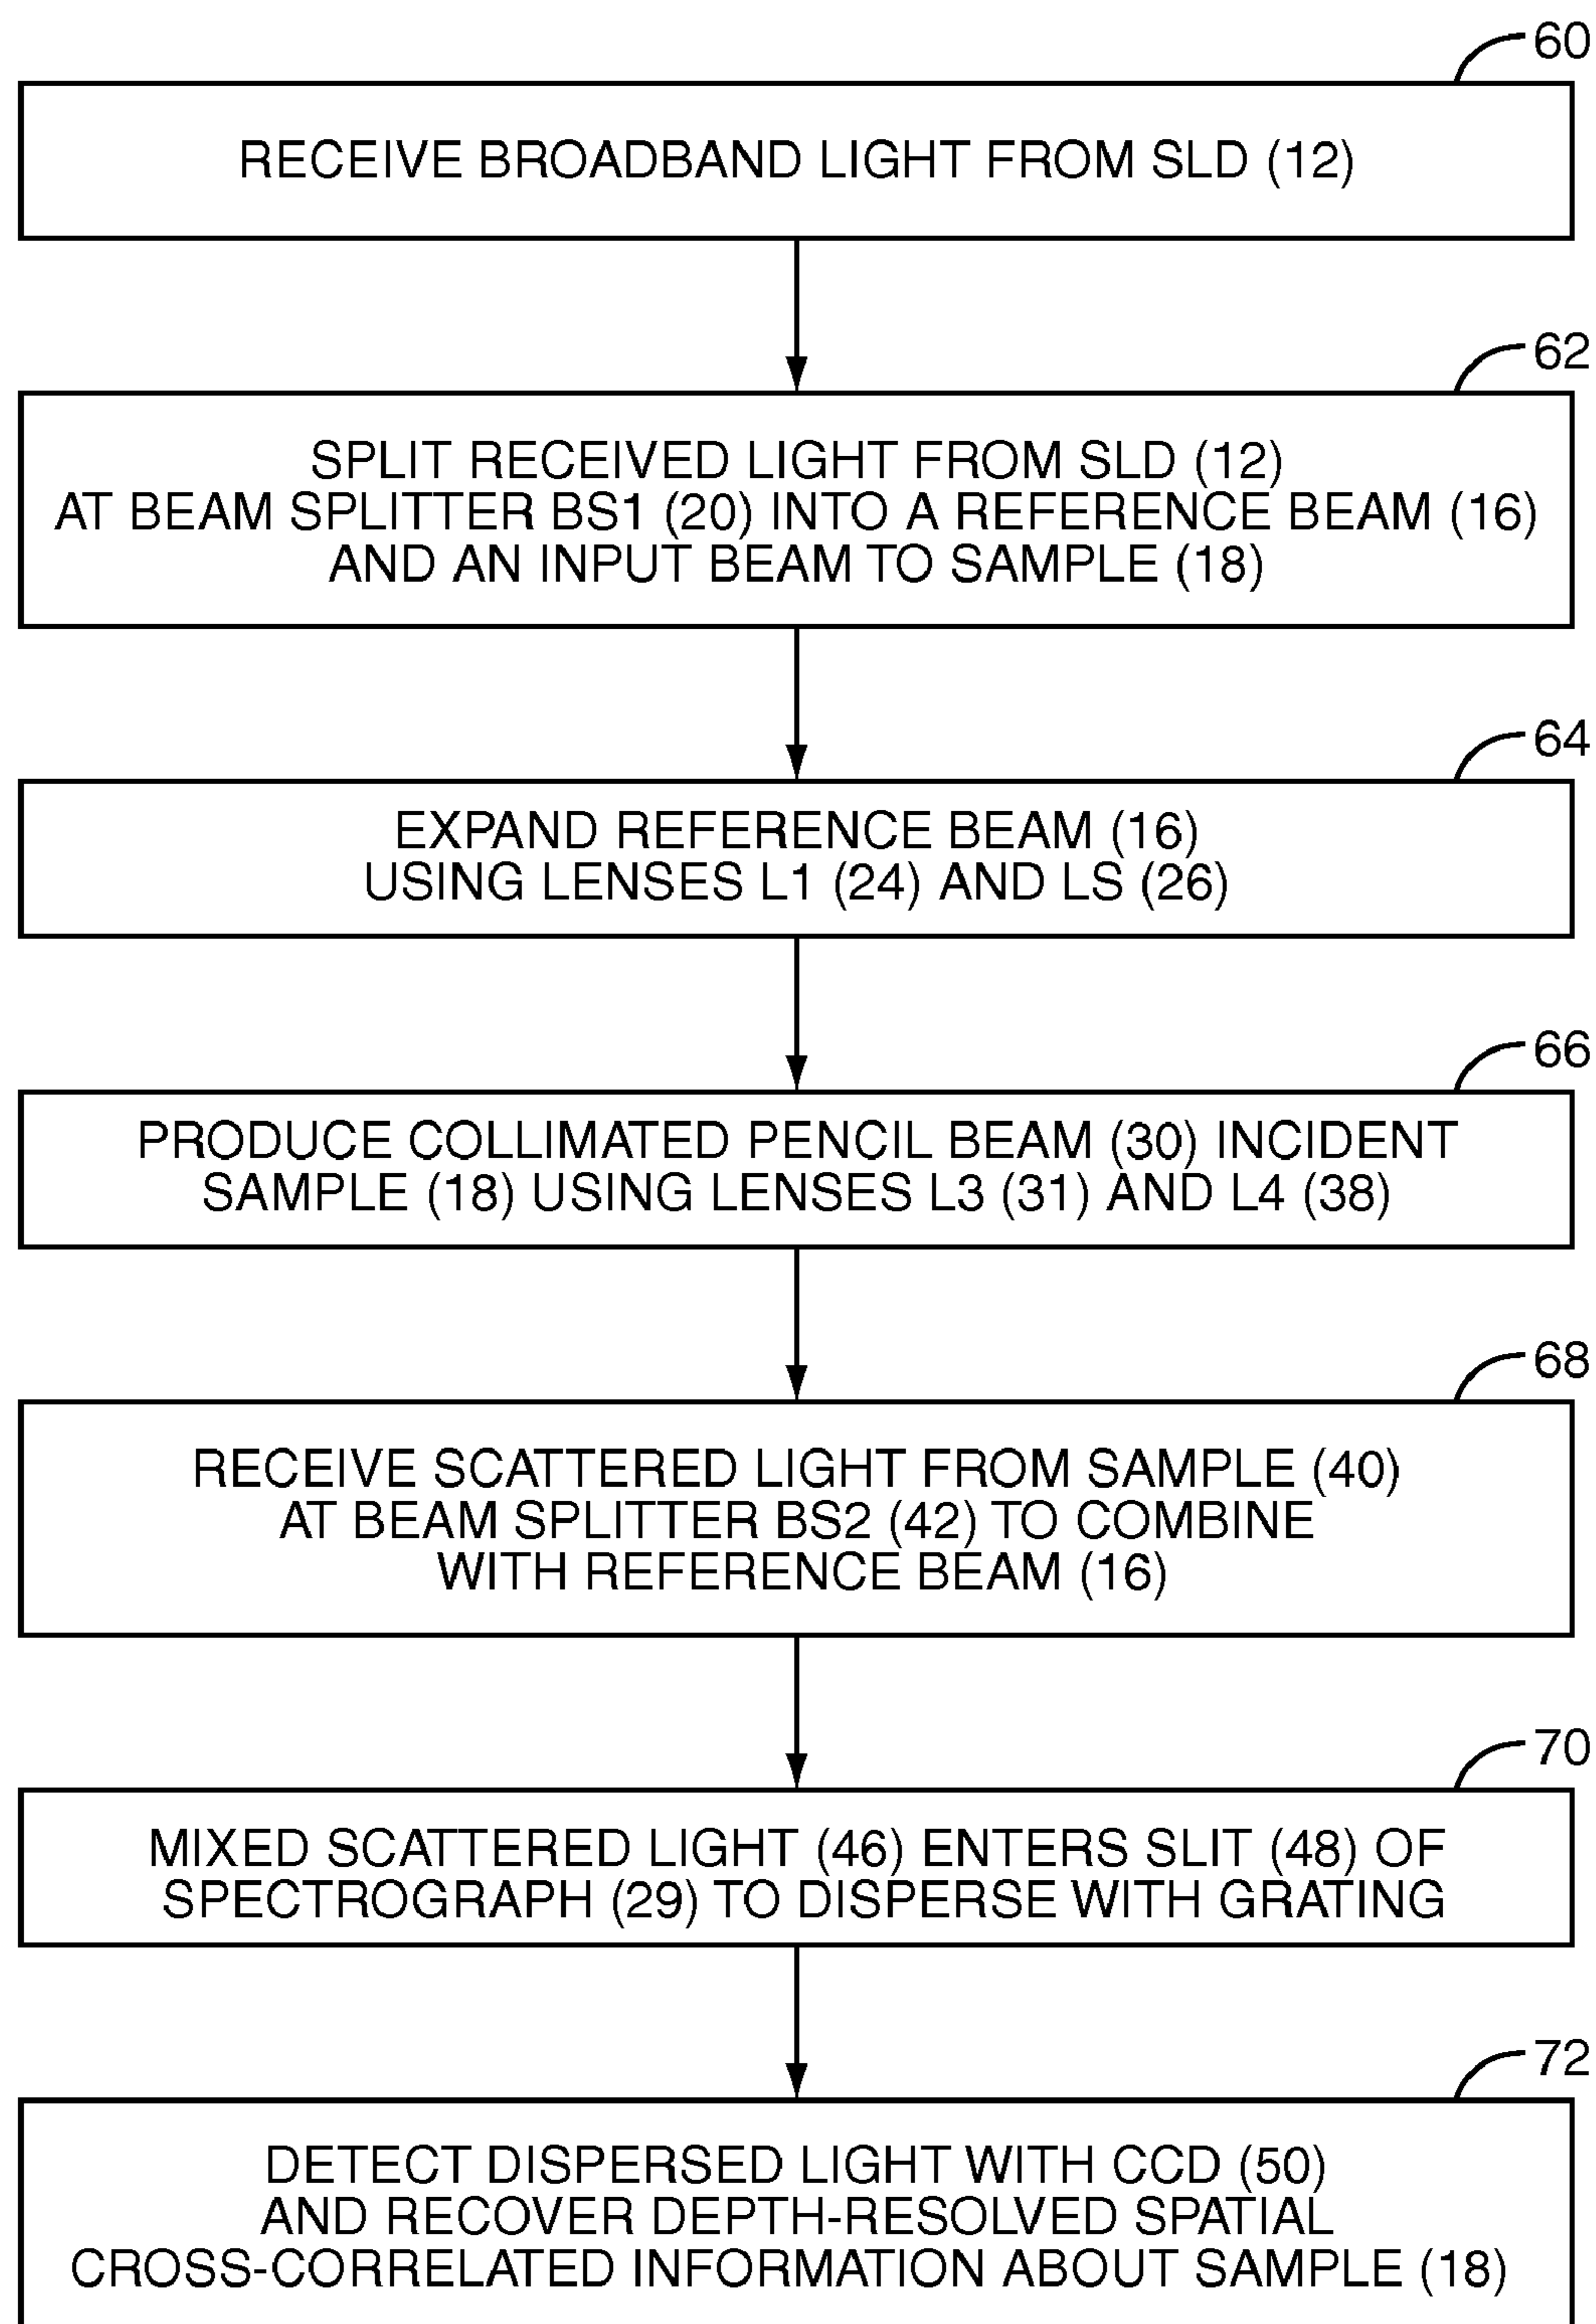 60
RECEIVE BROADBAND LIGHT FROM SLD (12)
62
SPLIT RECEIVED LIGHT FROM SLD (12)
AT BEAM SPLITTER BS1 (20) INTO A REFERENCE BEAM (16)
AND AN INPUT BEAM TO SAMPLE (18)
64
EXPAND REFERENCE BEAM (16)
USING LENSES L1 (24) AND LS (26)
66
PRODUCE COLLIMATED PENCIL BEAM (30) INCIDENT
SAMPLE (18) USING LENSES L3 (31) AND L4 (38)
68
RECEIVE SCATTERED LIGHT FROM SAMPLE (40)
AT BEAM SPLITTER BS2 (42) TO COMBINE
WITH REFERENCE BEAM (16)
70
MIXED SCATTERED LIGHT (46) ENTERS SLIT (48) OF
SPECTROGRAPH (29) TO DISPERSE WITH GRATING
72
DETECT DISPERSED LIGHT WITH CCD (50)
AND RECOVER DEPTH-RESOLVED SPATIAL
CROSS-CORRELATED INFORMATION ABOUT SAMPLE (18)